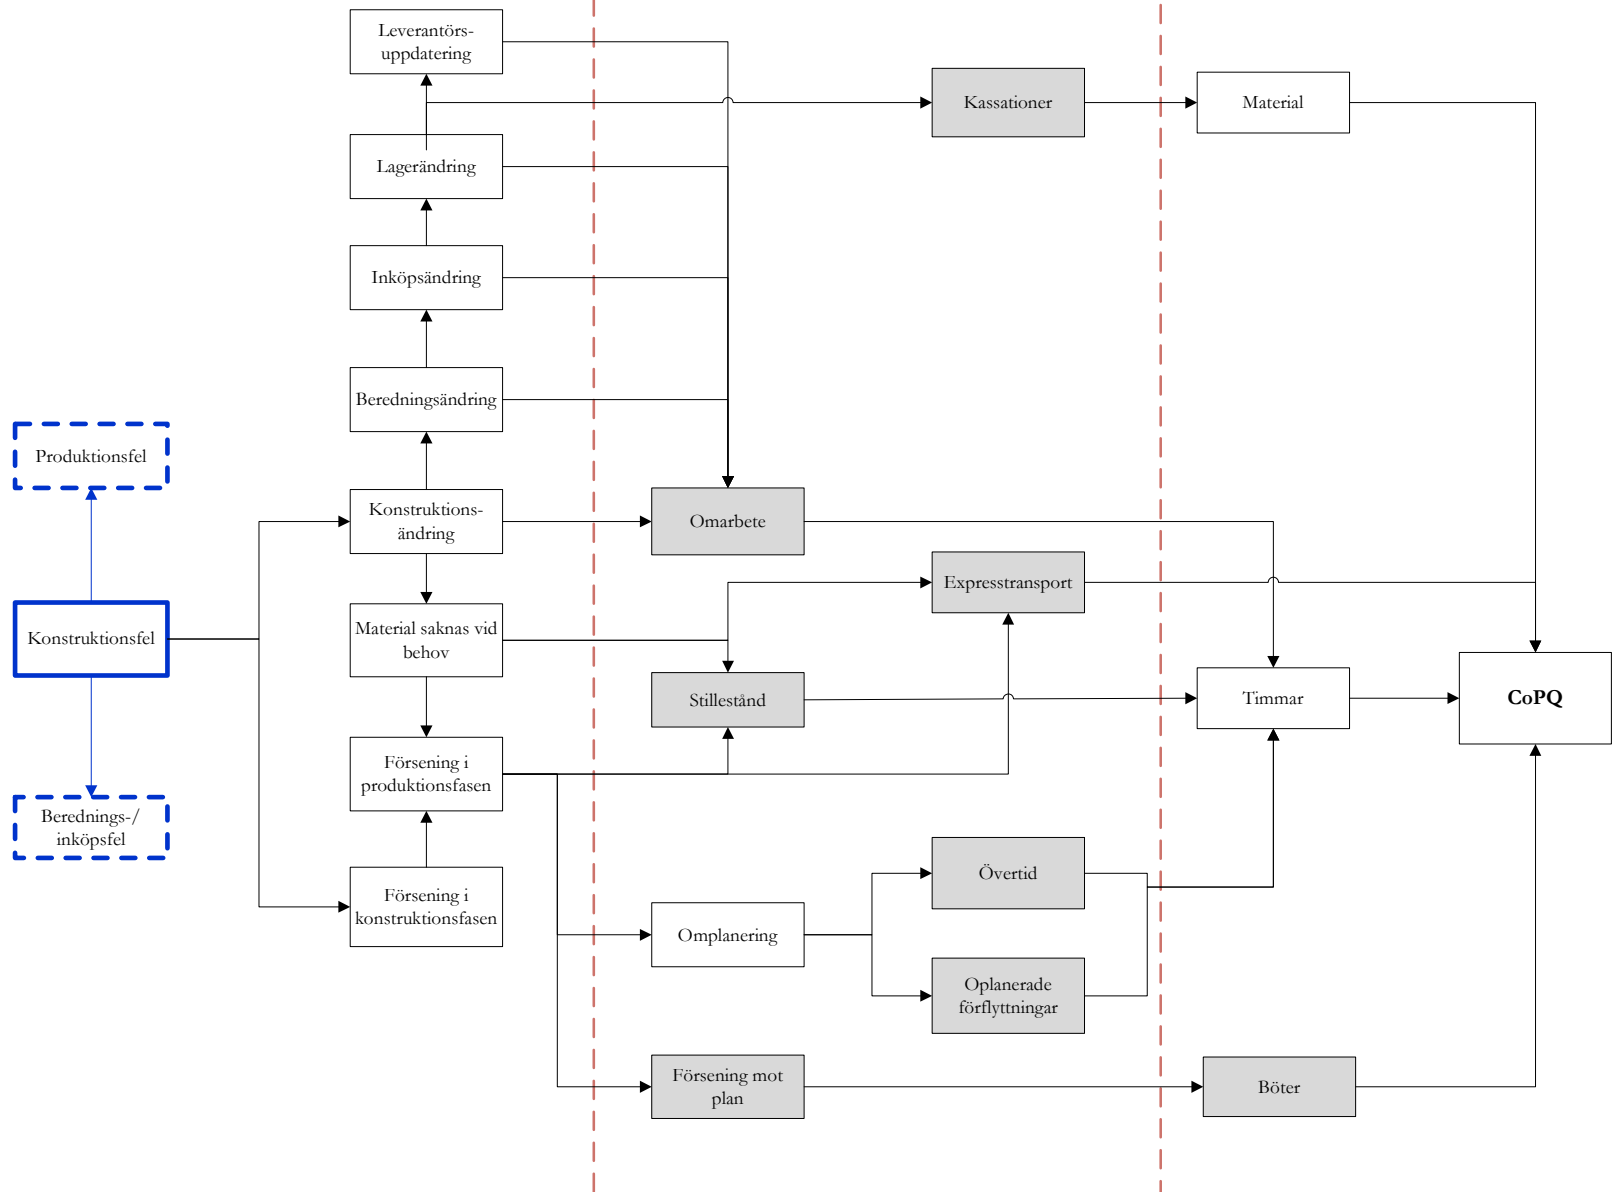 Leverantörs-
uppdatering
Kassationer
Material
Lagerändring
Inköpsändring
Beredningsändring
Produktionsfel
Konstruktions-
ändring
Omarbete
Expresstransport
Konstruktionsfel
Material saknas vid
behov
Stillestånd
Timmar
CoPQ
Försening i
produktionsfasen
Berednings-/
inköpsfel
Försening i
konstruktionsfasen
Övertid
Omplanering
Oplanerade
förflyttningar
Försening mot
plan
Böter